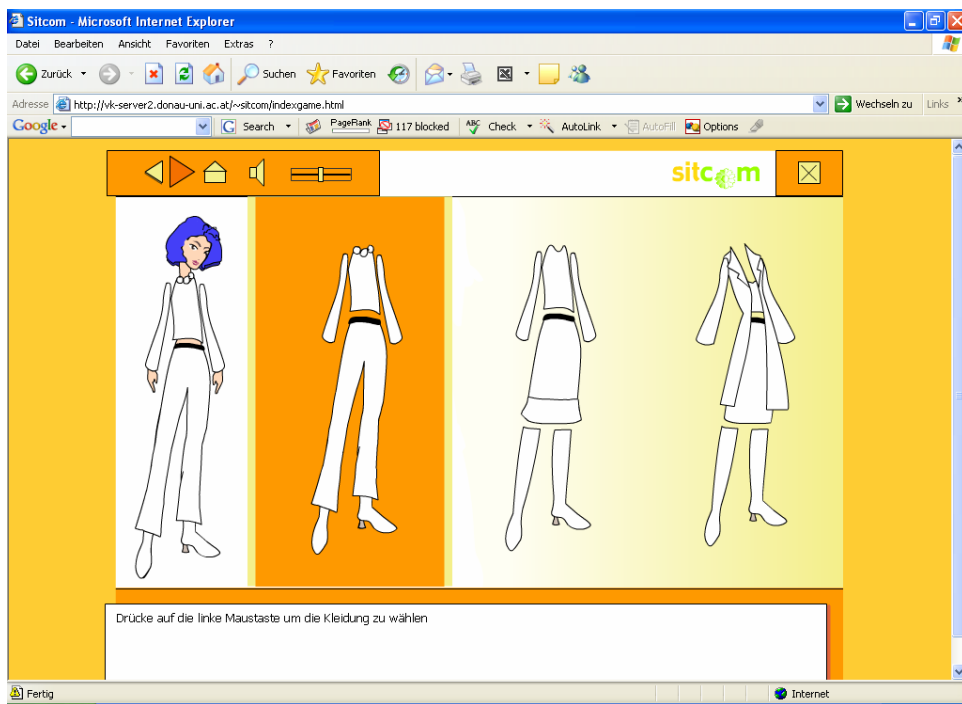 Sitcom - Microsoft Internet Explorer
Datei Bearbeiten Ansicht Favoriten Extras ?
Zurück Suchen Favoriten
Adresse http://vk-server2.donau-uni.ac.at/~sitcom/indexgame.html Wechseln zu Links »
Google G Search PageRank 117 blocked ABC Check AutoLink AutoFill Options
sitcom
Drücke auf die linke Maustaste um die Kleidung zu wählen
Fertig Internet